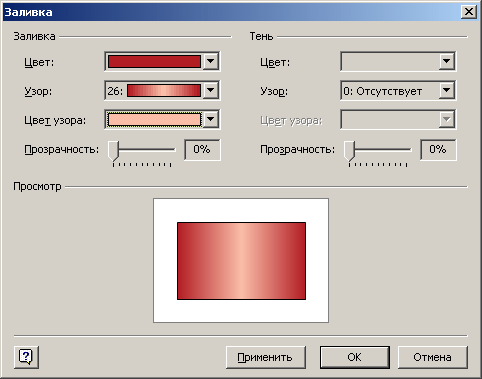 Заливка
Заливка
Цвет:
Узор:
26:
Цвет узора:
Прозрачность:
0%
Тень
Цвет:
Узор:
0: Отсутствует
Цвет узора:
Прозрачность:
0%
Просмотр
?
Применить
OK
Отмена